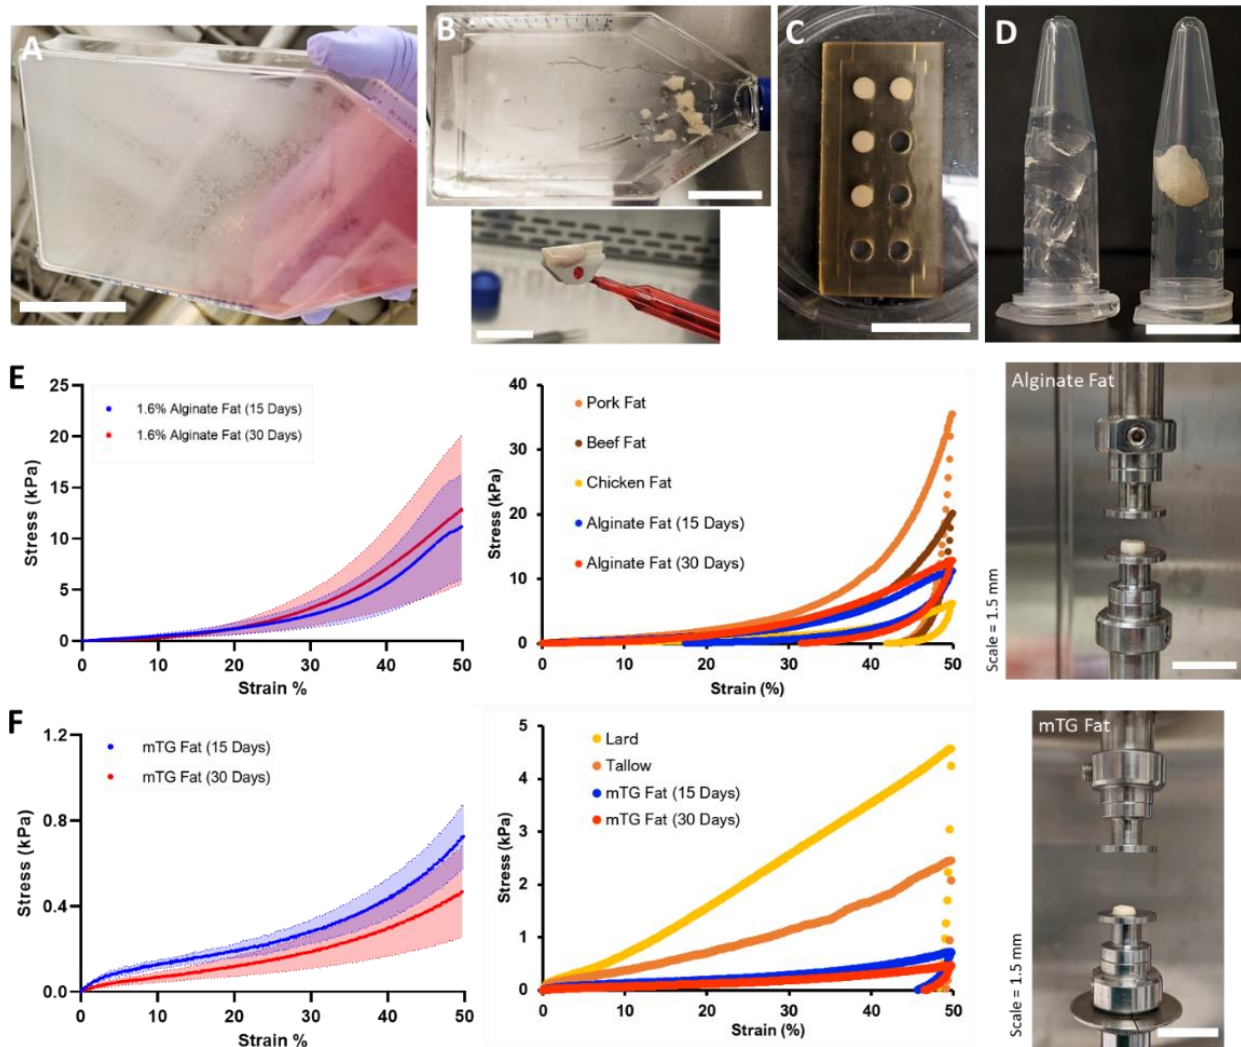 A
B
C
D
E
25
20
15
10
5
0
Stress (kPa)
1.6% Alginate Fat (15 Days)
1.6% Alginate Fat (30 Days)
0 10 20 30 40 50
Strain %
40
30
20
10
0
Stress (kPa)
Pork Fat
Beef Fat
Chicken Fat
Alginate Fat (15 Days)
Alginate Fat (30 Days)
0 10 20 30 40 50
Strain (%)
Alginate Fat
Scale = 1.5 mm
F
1.2
0.8
0.4
0.0
Stress (kPa)
mTG Fat (15 Days)
mTG Fat (30 Days)
0 10 20 30 40 50
Strain %
5
4
3
2
1
0
Stress (kPa)
Lard
Tallow
mTG Fat (15 Days)
mTG Fat (30 Days)
0 10 20 30 40 50
Strain (%)
mTG Fat
Scale = 1.5 mm